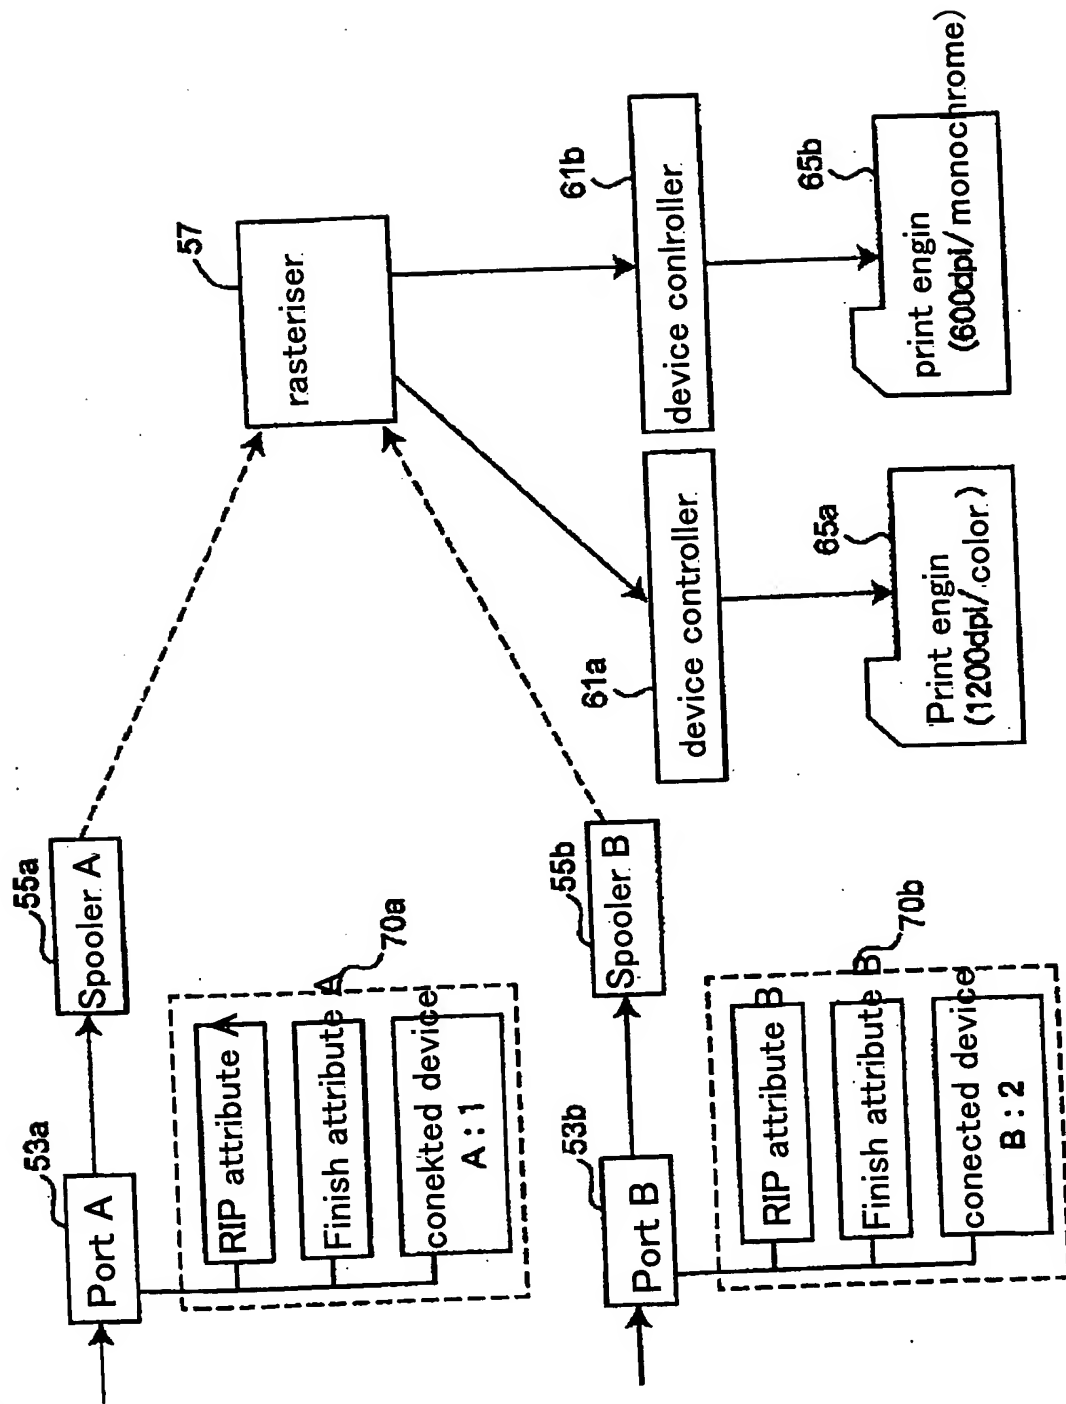 53a
Port A
55a
Spooler A
57
rasteriser
RIP attribute A
Finish attribute A
conekted device
A : 1
70a
61a
device controller
61b
device conlroller
65a
Print engin
(1200dpl/.color.)
65b
print engin
(600dpl/monochrome)
53b
Port B
55b
Spooler B
RIP attribute B
Finish attribute B
conected device
B : 2
70b